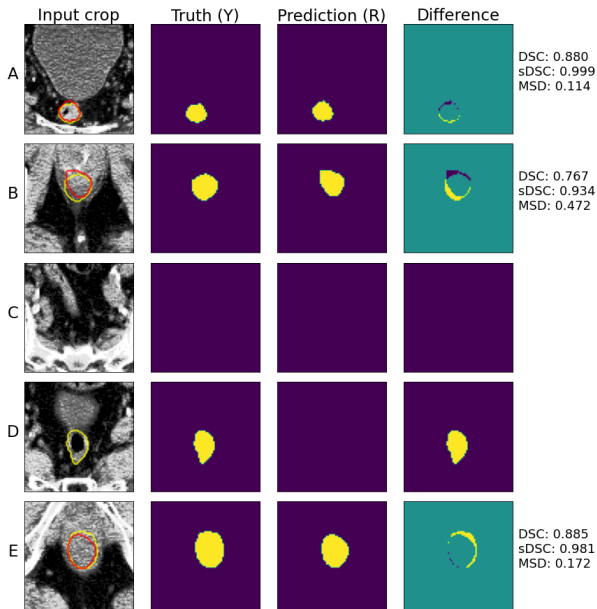 Input crop Truth (Y) Prediction (R) Difference
A
DSC: 0.880
sDSC: 0.999
MSD: 0.114
B
DSC: 0.767
sDSC: 0.934
MSD: 0.472
C
D
E
DSC: 0.885
sDSC: 0.981
MSD: 0.172